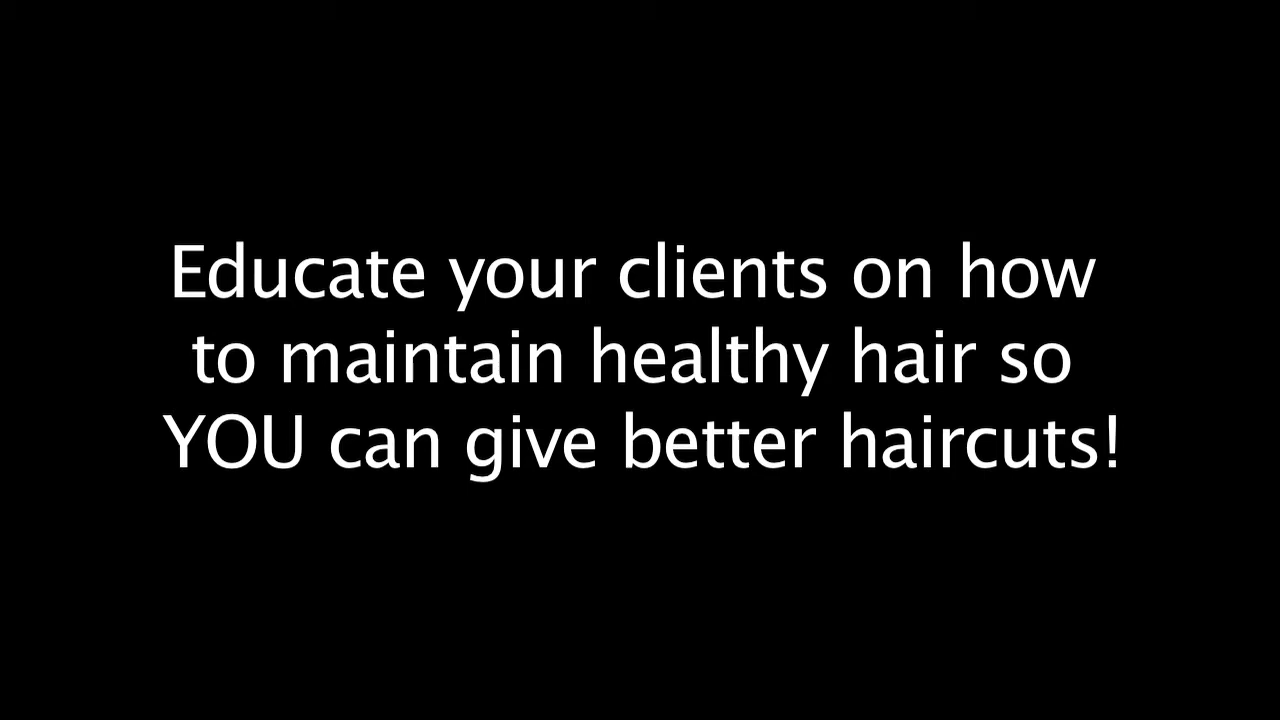 Educate your clients on how
to maintain healthy hair so
YOU can give better haircuts!